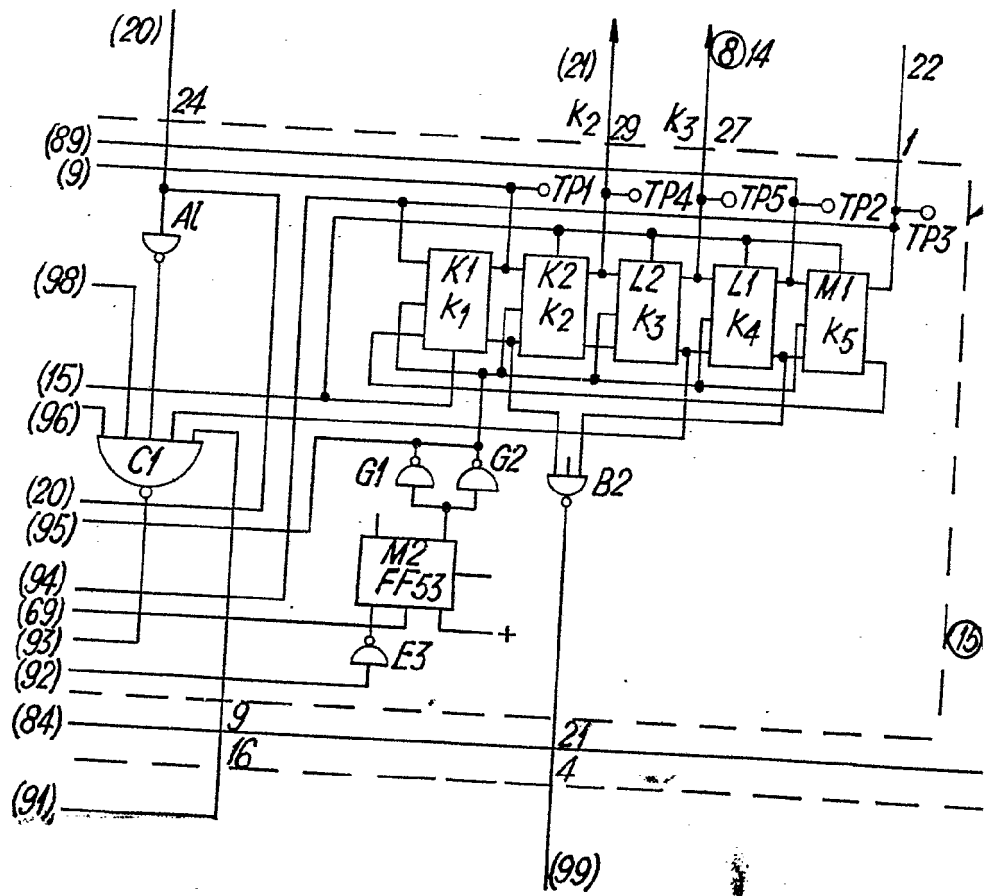 (20)
(21)
(8) 14
22
24
K2 29
K3 27
1
(89)
(9)
TP1
TP4
TP5
TP2
TP3
A1
K1
K1
K2
K2
L2
K3
L1
K4
M1
K5
(98)
(15)
(96)
C1
G1
G2
B2
(20)
(95)
M2
FF53
(94)
(69)
+
(93)
E3
(15)
(92)
(84)
9
21
16
4
(91)
(99)